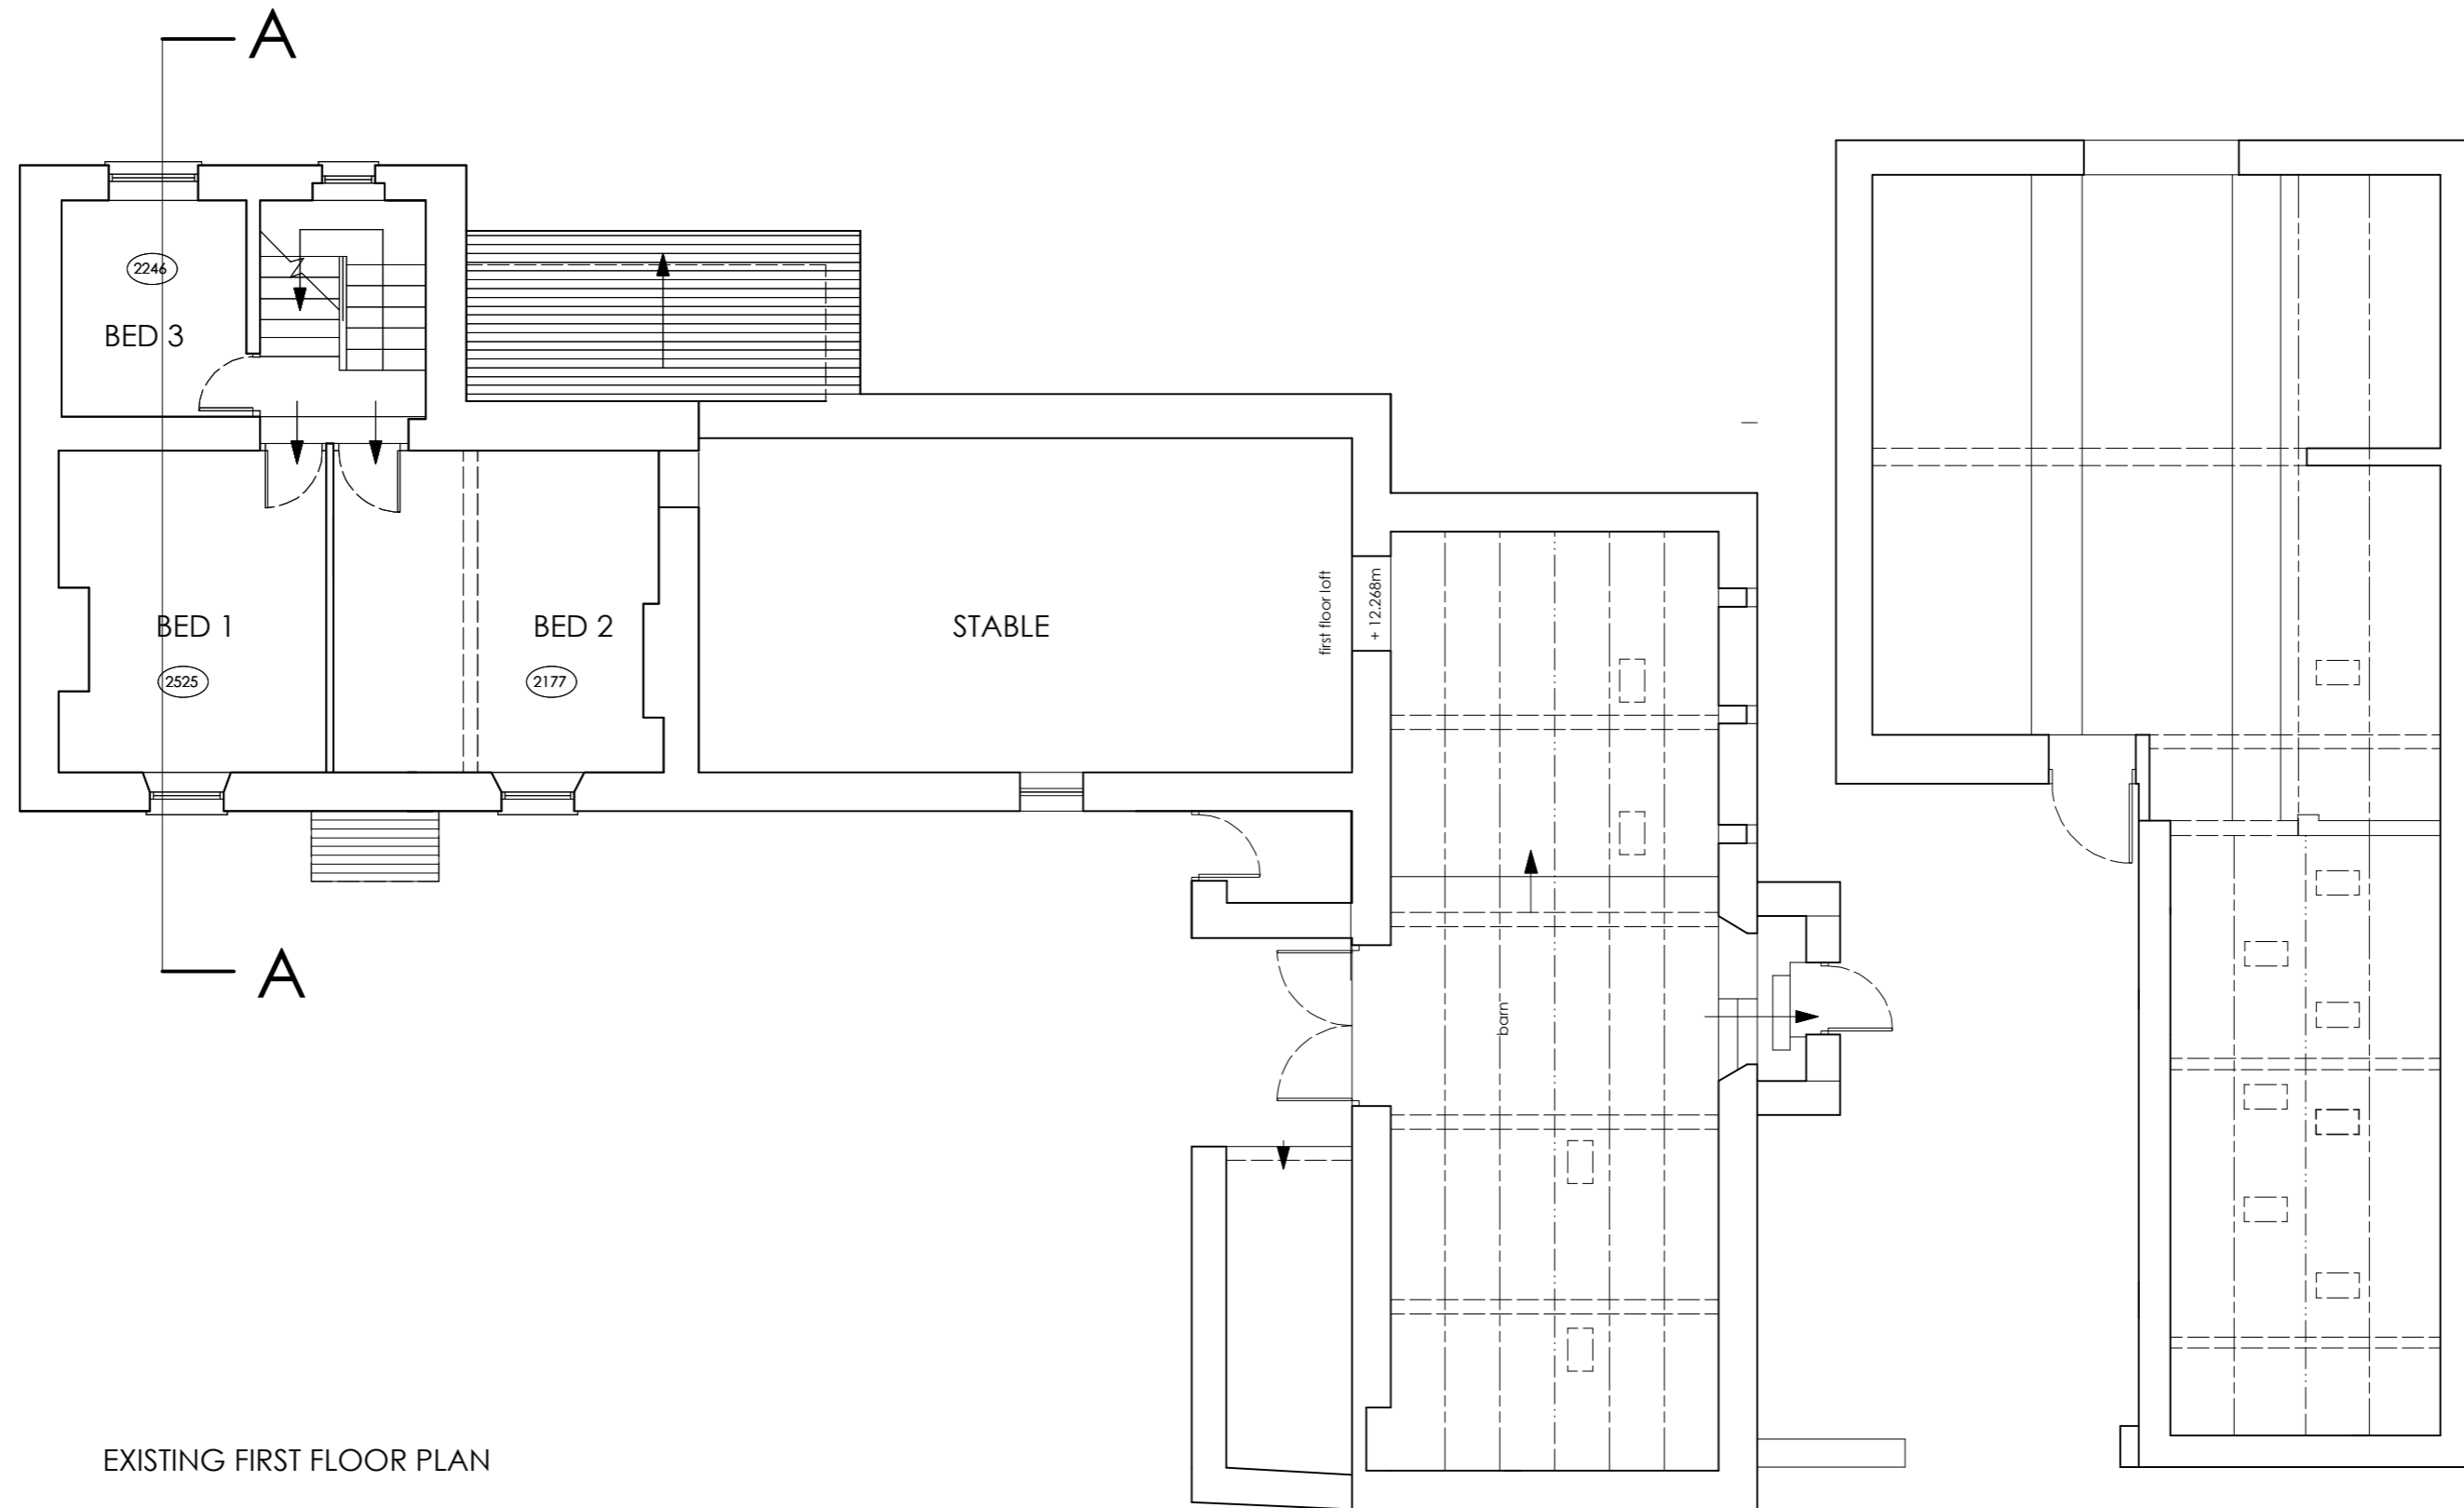 A
2246
BED 3
BED 1
BED 2
STABLE
first floor loft
+ 12.268m
2525
2177
A
barn
EXISTING FIRST FLOOR PLAN